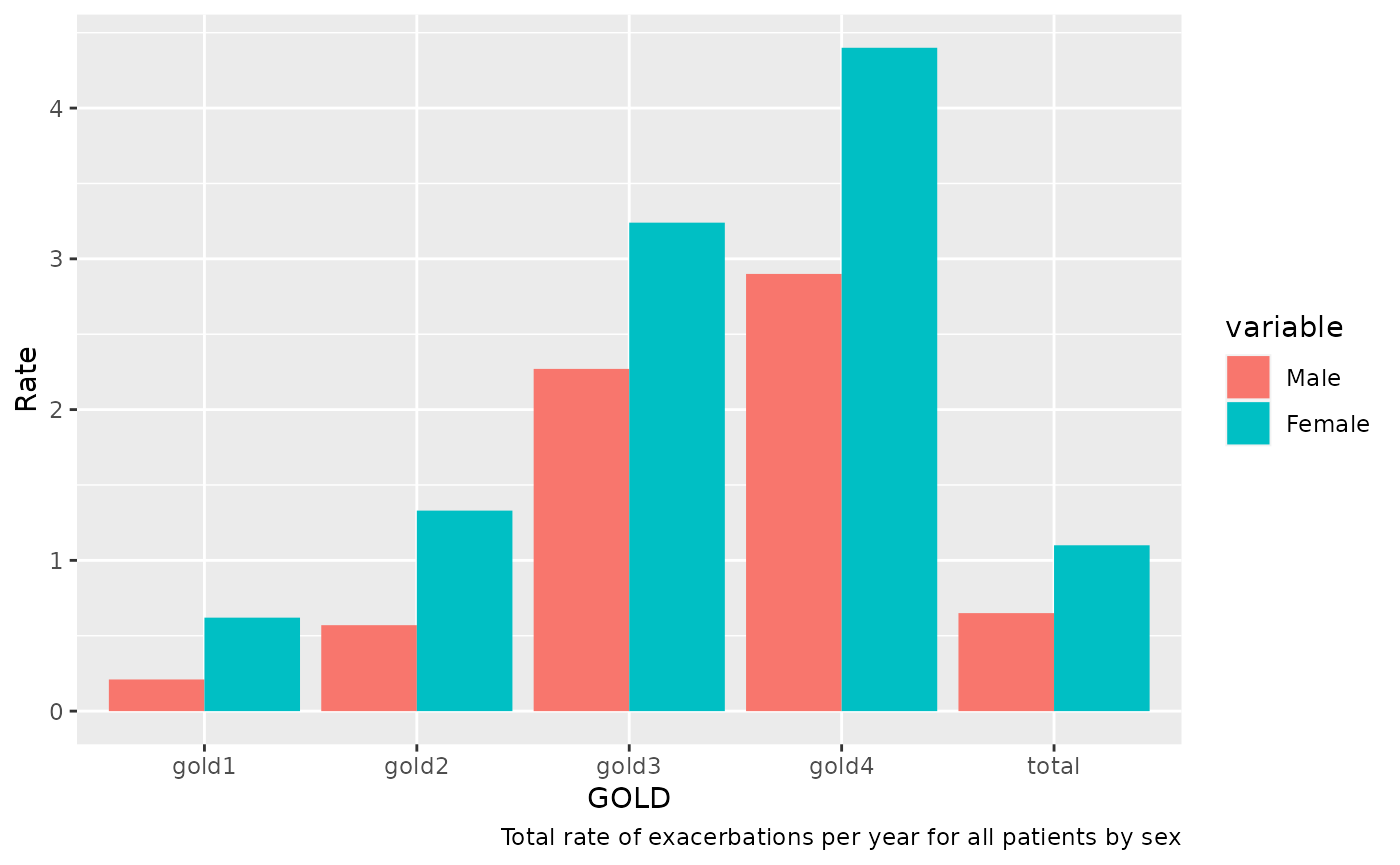 Rate
4
3
2
1
0
gold1 gold2 gold3 gold4 total
GOLD
Total rate of exacerbations per year for all patients by sex
variable
Male
Female